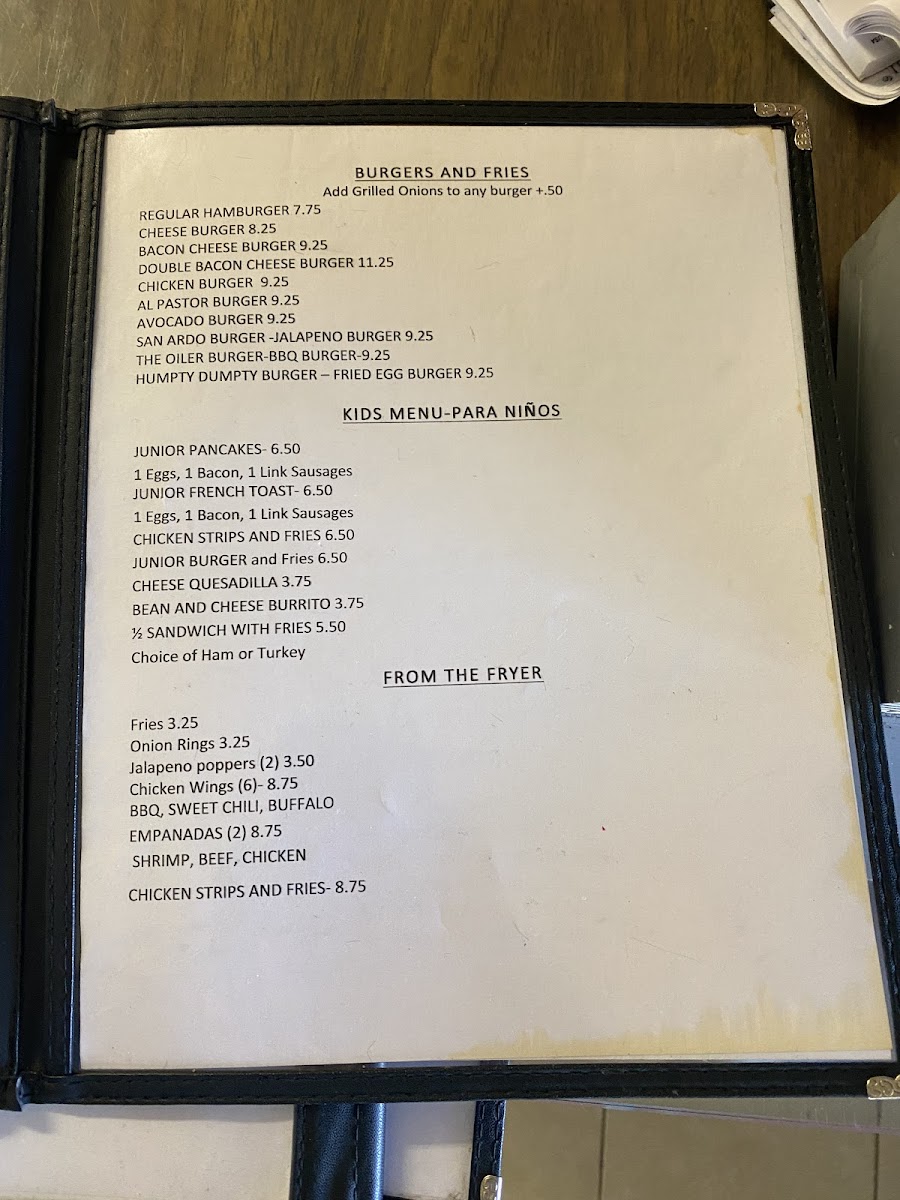 BURGERS AND FRIES
Add Grilled Onions to any burger +.50
REGULAR HAMBURGER 7.75
CHEESE BURGER 8.25
BACON CHEESE BURGER 9.25
DOUBLE BACON CHEESE BURGER 11.25
CHICKEN BURGER 9.25
AL PASTOR BURGER 9.25
AVOCADO BURGER 9.25
SAN ARDO BURGER -JALAPENO BURGER 9.25
THE OILER BURGER-BBQ BURGER-9.25
HUMPTY DUMPTY BURGER – FRIED EGG BURGER 9.25
KIDS MENU-PARA NIÑOS
JUNIOR PANCAKES- 6.50
1 Eggs, 1 Bacon, 1 Link Sausages
JUNIOR FRENCH TOAST- 6.50
1 Eggs, 1 Bacon, 1 Link Sausages
CHICKEN STRIPS AND FRIES 6.50
JUNIOR BURGER and Fries 6.50
CHEESE QUESADILLA 3.75
BEAN AND CHEESE BURRITO 3.75
½ SANDWICH WITH FRIES 5.50
Choice of Ham or Turkey
FROM THE FRYER
Fries 3.25
Onion Rings 3.25
Jalapeno poppers (2) 3.50
Chicken Wings (6)- 8.75
BBQ, SWEET CHILI, BUFFALO
EMPANADAS (2) 8.75
SHRIMP, BEEF, CHICKEN
CHICKEN STRIPS AND FRIES- 8.75